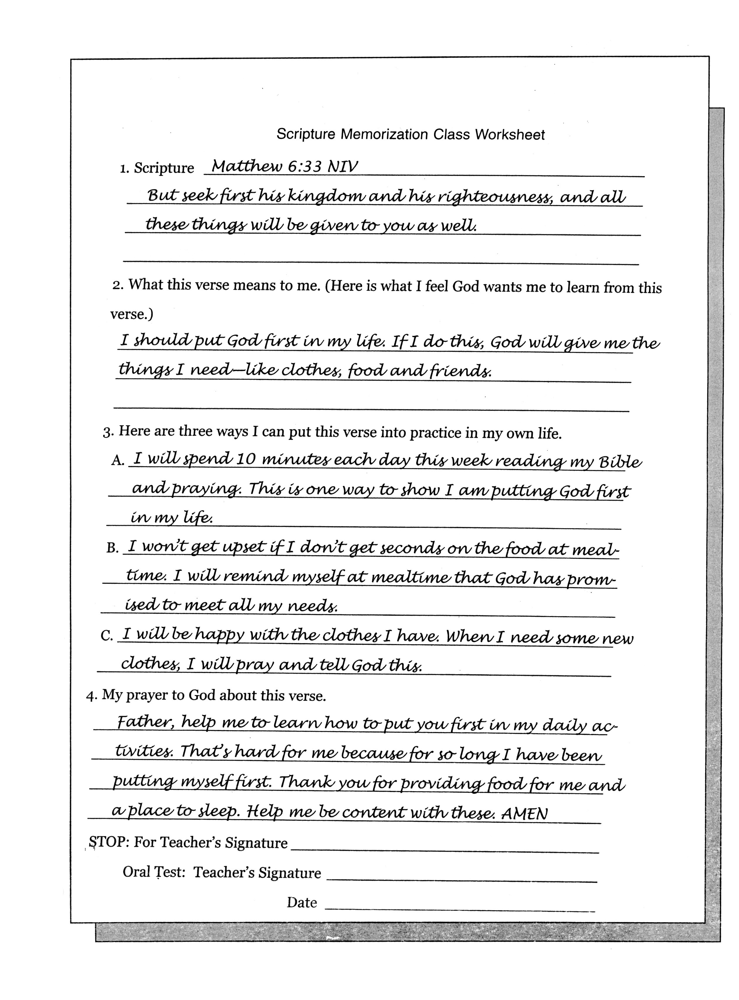 Scripture Memorization Class Worksheet
1. Scripture Matthew 6:33 NIV
But seek first his kingdom and his righteousness, and all
these things will be given to you as well.
2. What this verse means to me. (Here is what I feel God wants me to learn from this
verse.)
I should put God first in my life. If I do this, God will give me the
things I need—like clothes, food and friends.
3. Here are three ways I can put this verse into practice in my own life.
A. I will spend 10 minutes each day this week reading my Bible
and praying. This is one way to show I am putting God first
in my life.
B. I won't get upset if I don't get seconds on the food at meal-
time. I will remind myself at mealtime that God has prom-
ised to meet all my needs.
C. I will be happy with the clothes I have. When I need some new
clothes, I will pray and tell God this.
4. My prayer to God about this verse.
Father, help me to learn how to put you first in my daily ac-
tivities. That's hard for me because for so long I have been
putting myself first. Thank you for providing food for me and
a place to sleep. Help me be content with these. AMEN
STOP: For Teacher's Signature
Oral Test: Teacher's Signature
Date